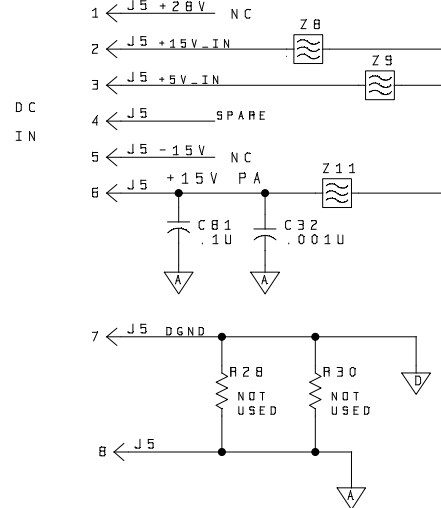 1 J5 +28V NC
Z8
2 J5 +15V_IN
Z9
3 J5 +5V_IN
DC
4 J5 SPARE
IN
5 J5 -15V NC
Z11
6 J5 +15V PA
C81 C32
.1U .001U
A A
7 J5 DGND
R28 R30
D
NOT NOT
USED USED
8 J5
A